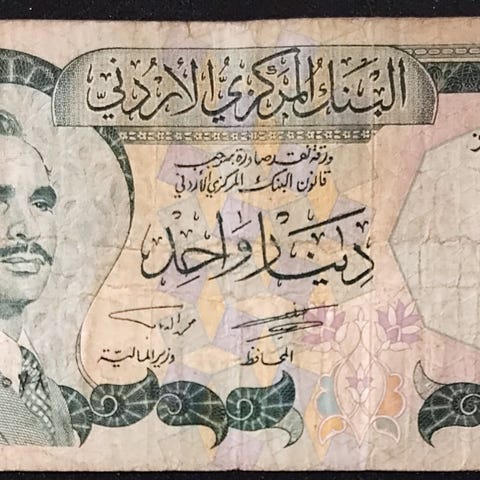 البنك المركزي الأردني
ورقة نقد صادرة بموجب
قانون البنك المركزي الأردني
دينار واحد
المحافظ
وزير المالية